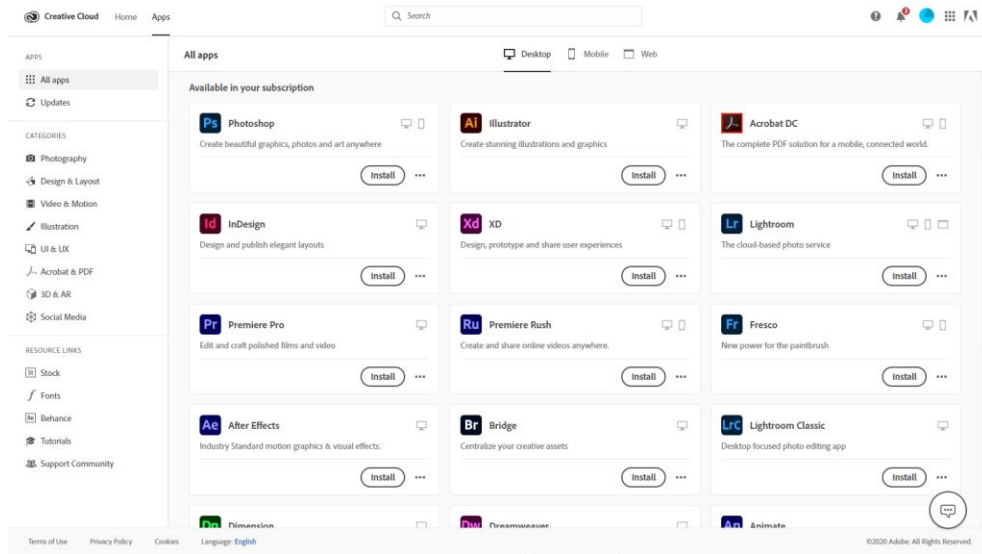 Creative Cloud Home Apps Search 3
APPS
All apps
Updates
CATEGORIES
Photography
Design & Layout
Video & Motion
Illustration
UI & UX
Acrobat & PDF
3D & AR
Social Media
RESOURCE LINKS
St Stock
Fonts
Be Behance
Tutorials
Support Community
All apps Desktop Mobile Web
Available in your subscription
Ps Photoshop
Create beautiful graphics, photos and art anywhere
Install
Ai Illustrator
Create stunning illustrations and graphics
Install
Acrobat DC
The complete PDF solution for a mobile, connected world.
Install
Id InDesign
Design and publish elegant layouts
Install
Xd XD
Design, prototype and share user experiences
Install
Lr Lightroom
The cloud-based photo service
Install
Pr Premiere Pro
Edit and craft polished films and video
Install
Ru Premiere Rush
Create and share online videos anywhere.
Install
Fr Fresco
New power for the paintbrush
Install
Ae After Effects
Industry Standard motion graphics & visual effects.
Install
Br Bridge
Centralize your creative assets
Install
LrC Lightroom Classic
Desktop focused photo editing app
Install
Dn Dimension
Dw Dreamweaver
An Animate
Terms of Use Privacy Policy Cookies Language: English ©2020 Adobe. All Rights Reserved.